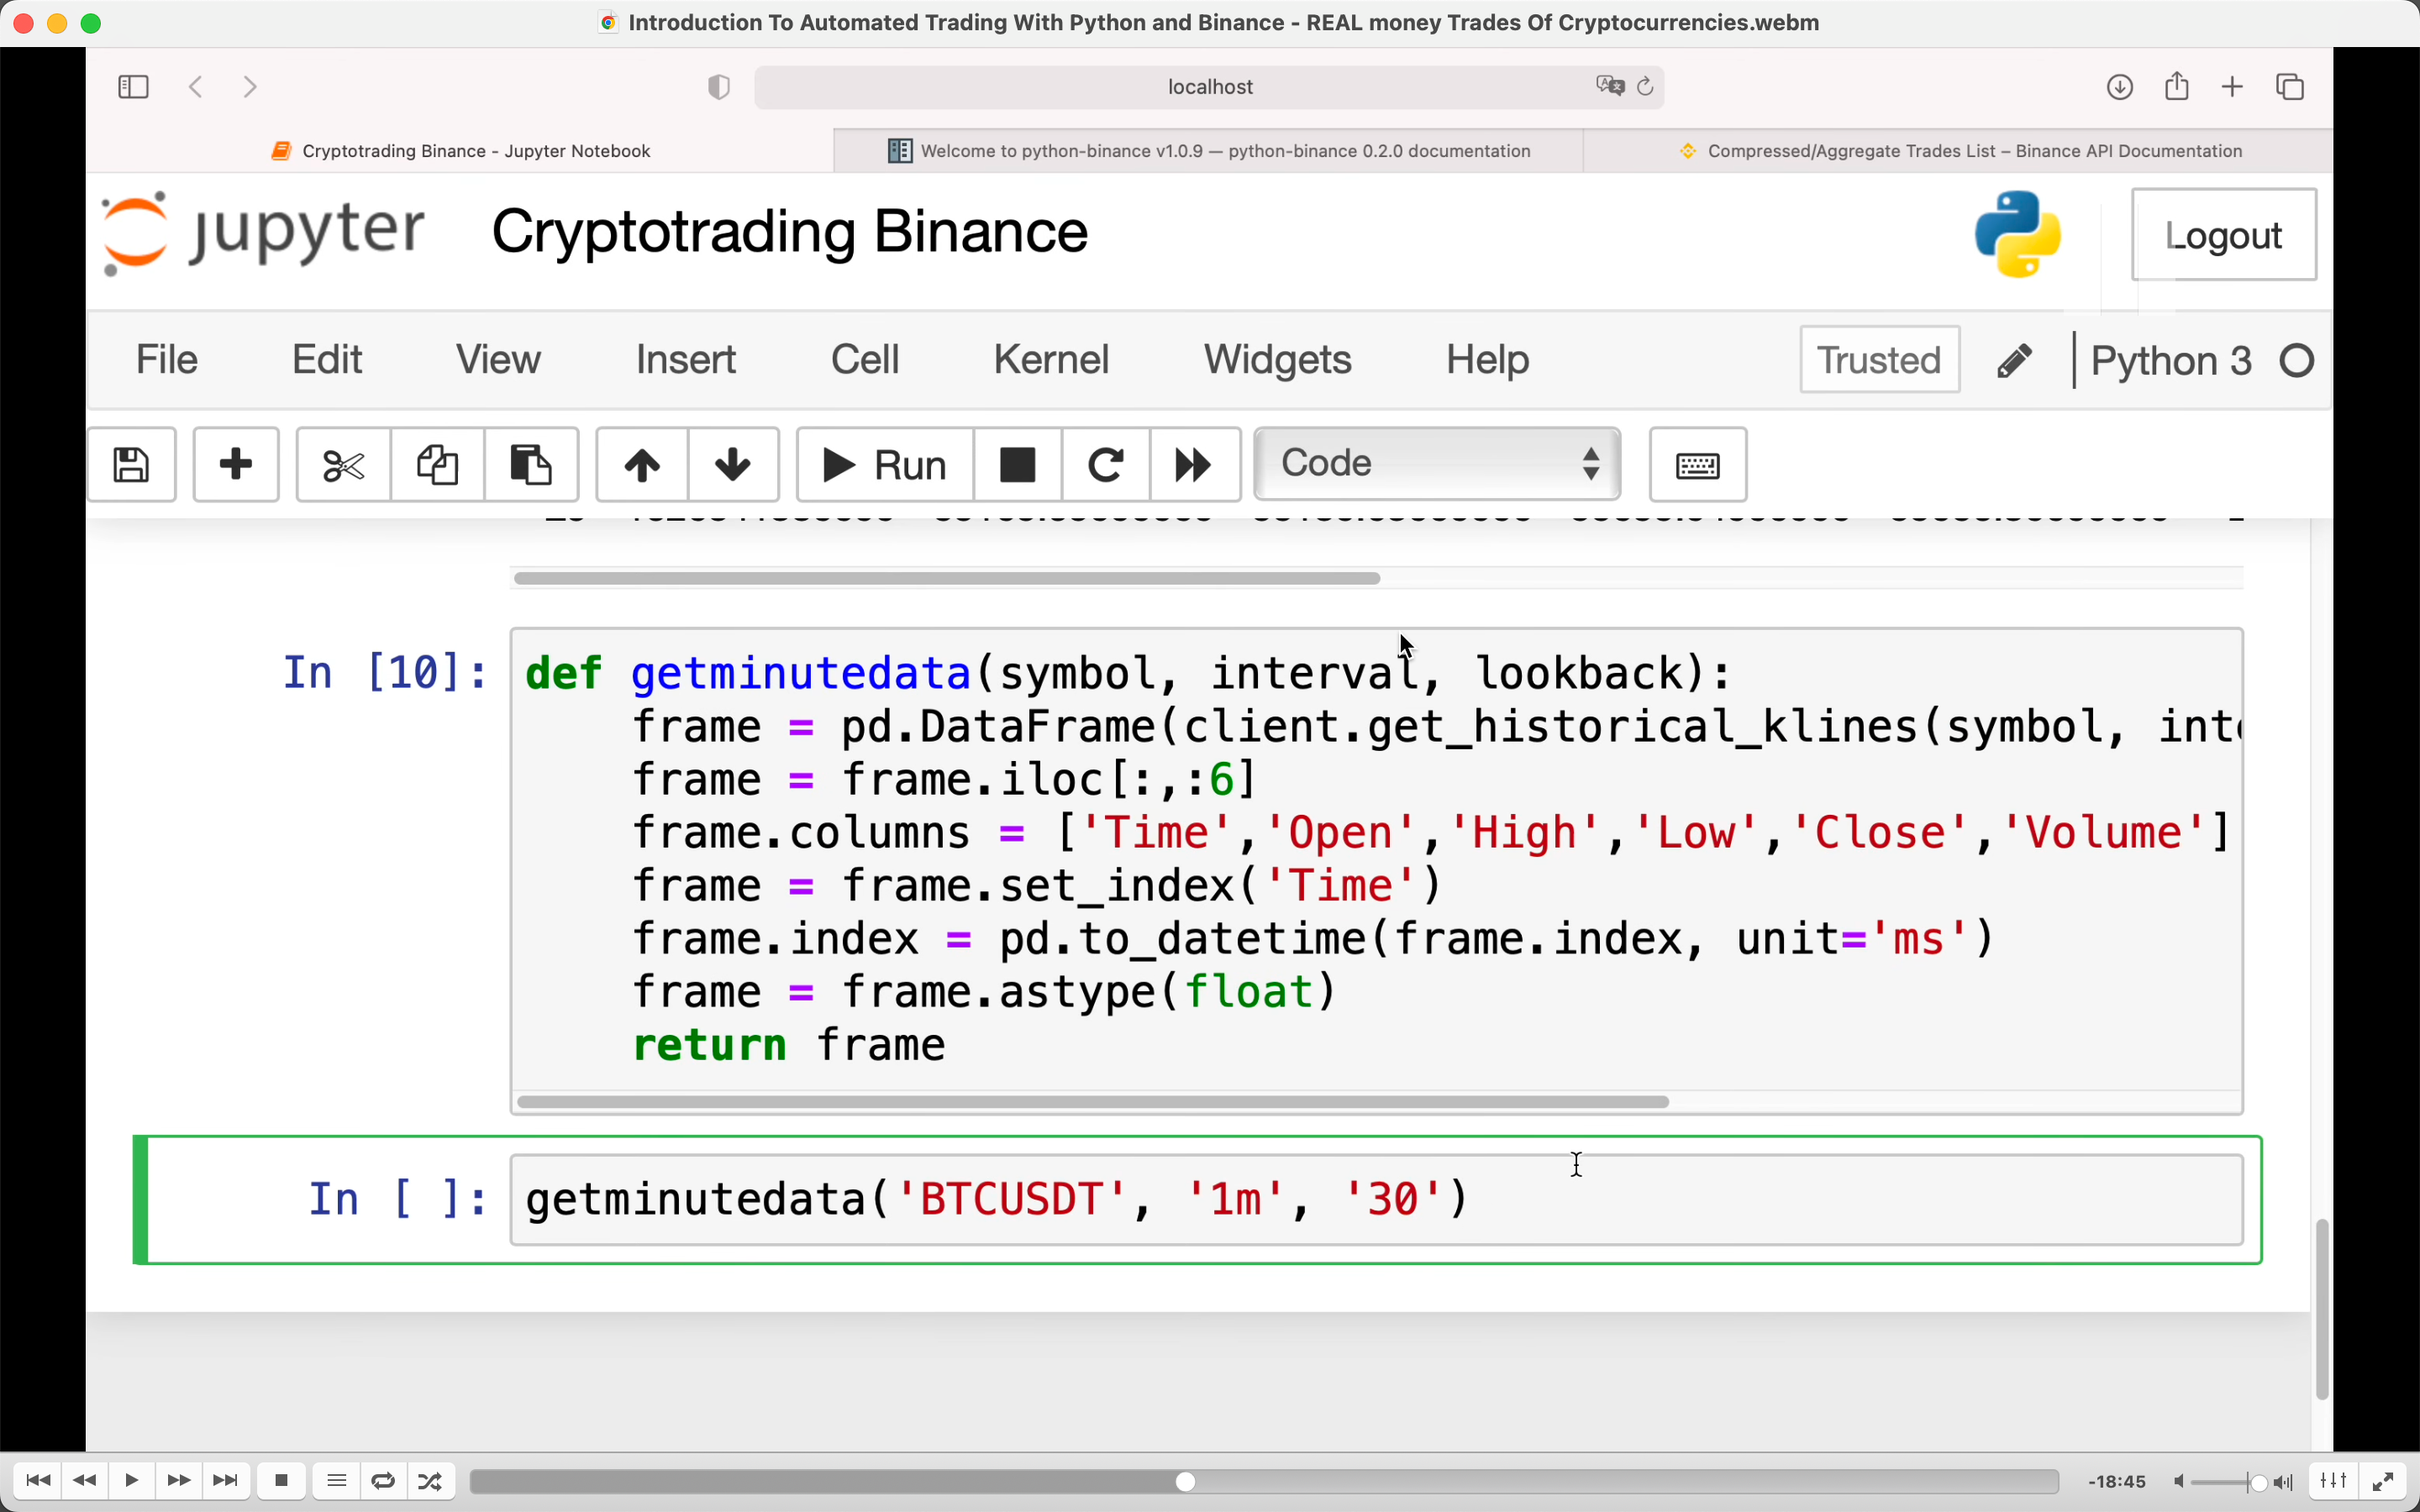 Introduction To Automated Trading With Python and Binance - REAL money Trades Of Cryptocurrencies.webm
localhost
Cryptotrading Binance - Jupyter Notebook
Welcome to python-binance v1.0.9 — python-binance 0.2.0 documentation
Compressed/Aggregate Trades List – Binance API Documentation
jupyter Cryptotrading Binance
Logout
File Edit View Insert Cell Kernel Widgets Help Trusted Python 3
Run Code
In [10]: def getminutedata(symbol, interval, lookback):
frame = pd.DataFrame(client.get_historical_klines(symbol,
frame = frame.iloc[:,:6]
frame.columns = ['Time','Open','High','Low','Close','Volume']
frame = frame.set_index('Time')
frame.index = pd.to_datetime(frame.index, unit='ms')
frame = frame.astype(float)
return frame
In [ ]: getminutedata('BTCUSDT', '1m', '30')
-18:45